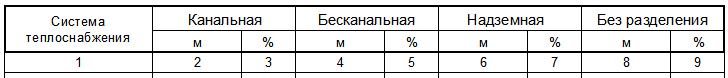 Система теплоснабжения Канальная Бесканальная Надземная Без разделения
м % м % м % м %
1 2 3 4 5 6 7 8 9